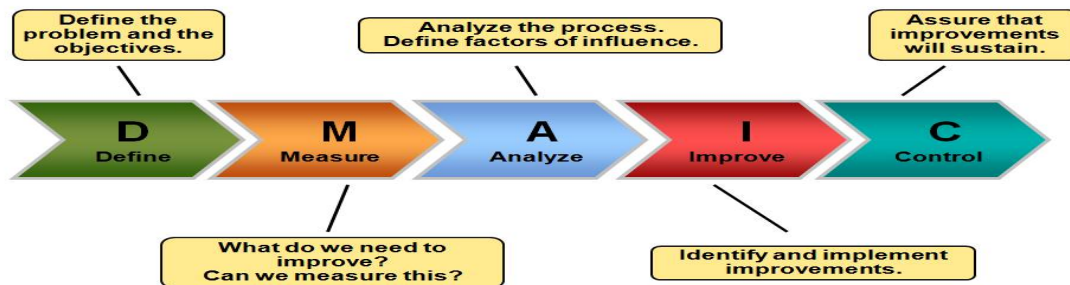 Define the
problem and the
objectives.
Analyze the process.
Define factors of influence.
Assure that
improvements
will sustain.
D
Define
M
Measure
A
Analyze
I
Improve
C
Control
What do we need to
improve?
Can we measure this?
Identify and implement
improvements.